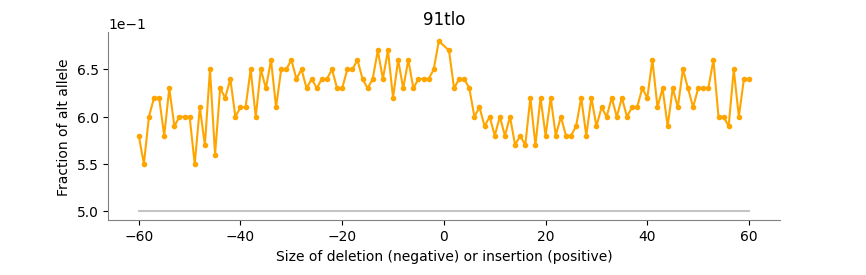 91tlo
1e−1
6.5
6.0
5.5
5.0
Fraction of alt allele
−60 −40 −20 0 20 40 60
Size of deletion (negative) or insertion (positive)